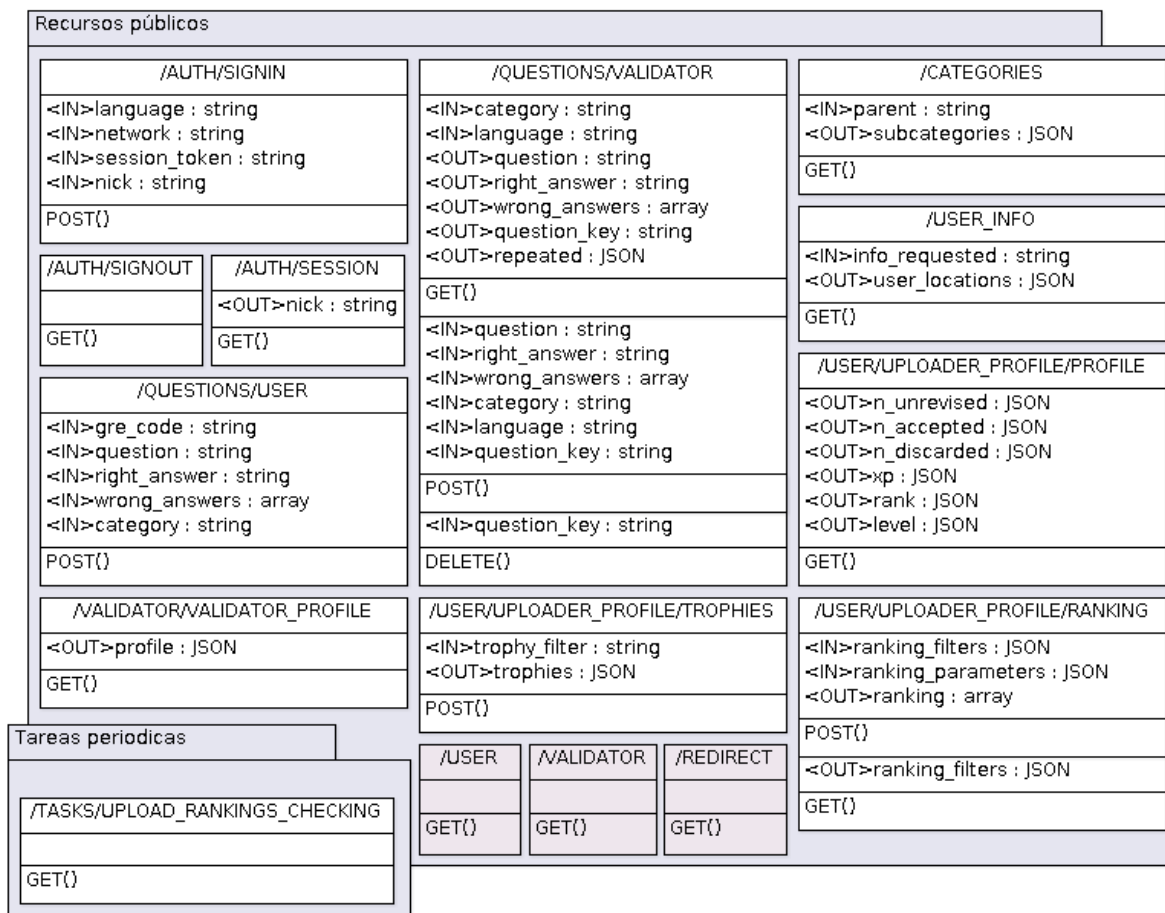 Recursos públicos
/AUTH/SIGNIN
<IN>language : string
<IN>network : string
<IN>session_token : string
<IN>nick : string
POST()
/AUTH/SIGNOUT
GET()
/AUTH/SESSION
<OUT>nick : string
GET()
/QUESTIONS/USER
<IN>gre_code : string
<IN>question : string
<IN>right_answer : string
<IN>wrong_answers : array
<IN>category : string
POST()
/VALIDATOR/VALIDATOR_PROFILE
<OUT>profile : JSON
GET()
/QUESTIONS/VALIDATOR
<IN>category : string
<IN>language : string
<OUT>question : string
<OUT>right_answer : string
<OUT>wrong_answers : array
<OUT>question_key : string
<OUT>repeated : JSON
GET()
<IN>question : string
<IN>right_answer : string
<IN>wrong_answers : array
<IN>category : string
<IN>language : string
<IN>question_key : string
POST()
<IN>question_key : string
DELETE()
/USER/UPLOADER_PROFILE/TROPHIES
<IN>trophy_filter : string
<OUT>trophies : JSON
POST()
/USER
GET()
/VALIDATOR
GET()
/REDIRECT
GET()
/CATEGORIES
<IN>parent : string
<OUT>subcategories : JSON
GET()
/USER_INFO
<IN>info_requested : string
<OUT>user_locations : JSON
GET()
/USER/UPLOADER_PROFILE/PROFILE
<OUT>n_unrevised : JSON
<OUT>n_accepted : JSON
<OUT>n_discarded : JSON
<OUT>xp : JSON
<OUT>rank : JSON
<OUT>level : JSON
GET()
/USER/UPLOADER_PROFILE/RANKING
<IN>ranking_filters : JSON
<IN>ranking_parameters : JSON
<OUT>ranking : array
POST()
<OUT>ranking_filters : JSON
GET()
Tareas periodicas
/TASKS/UPLOAD_RANKINGS_CHECKING
GET()